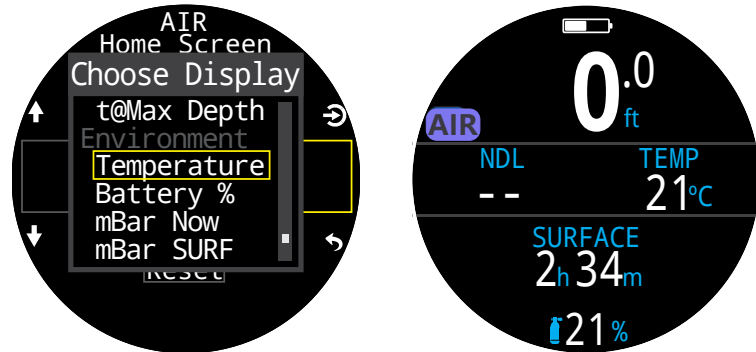 AIR
Home Screen
Choose Display
t@Max Depth
Environment
Temperature
Battery %
mBar Now
mBar SURF
Reset
0.0
ft
AIR
NDL TEMP
-- 21°C
SURFACE
2h 34m
21%